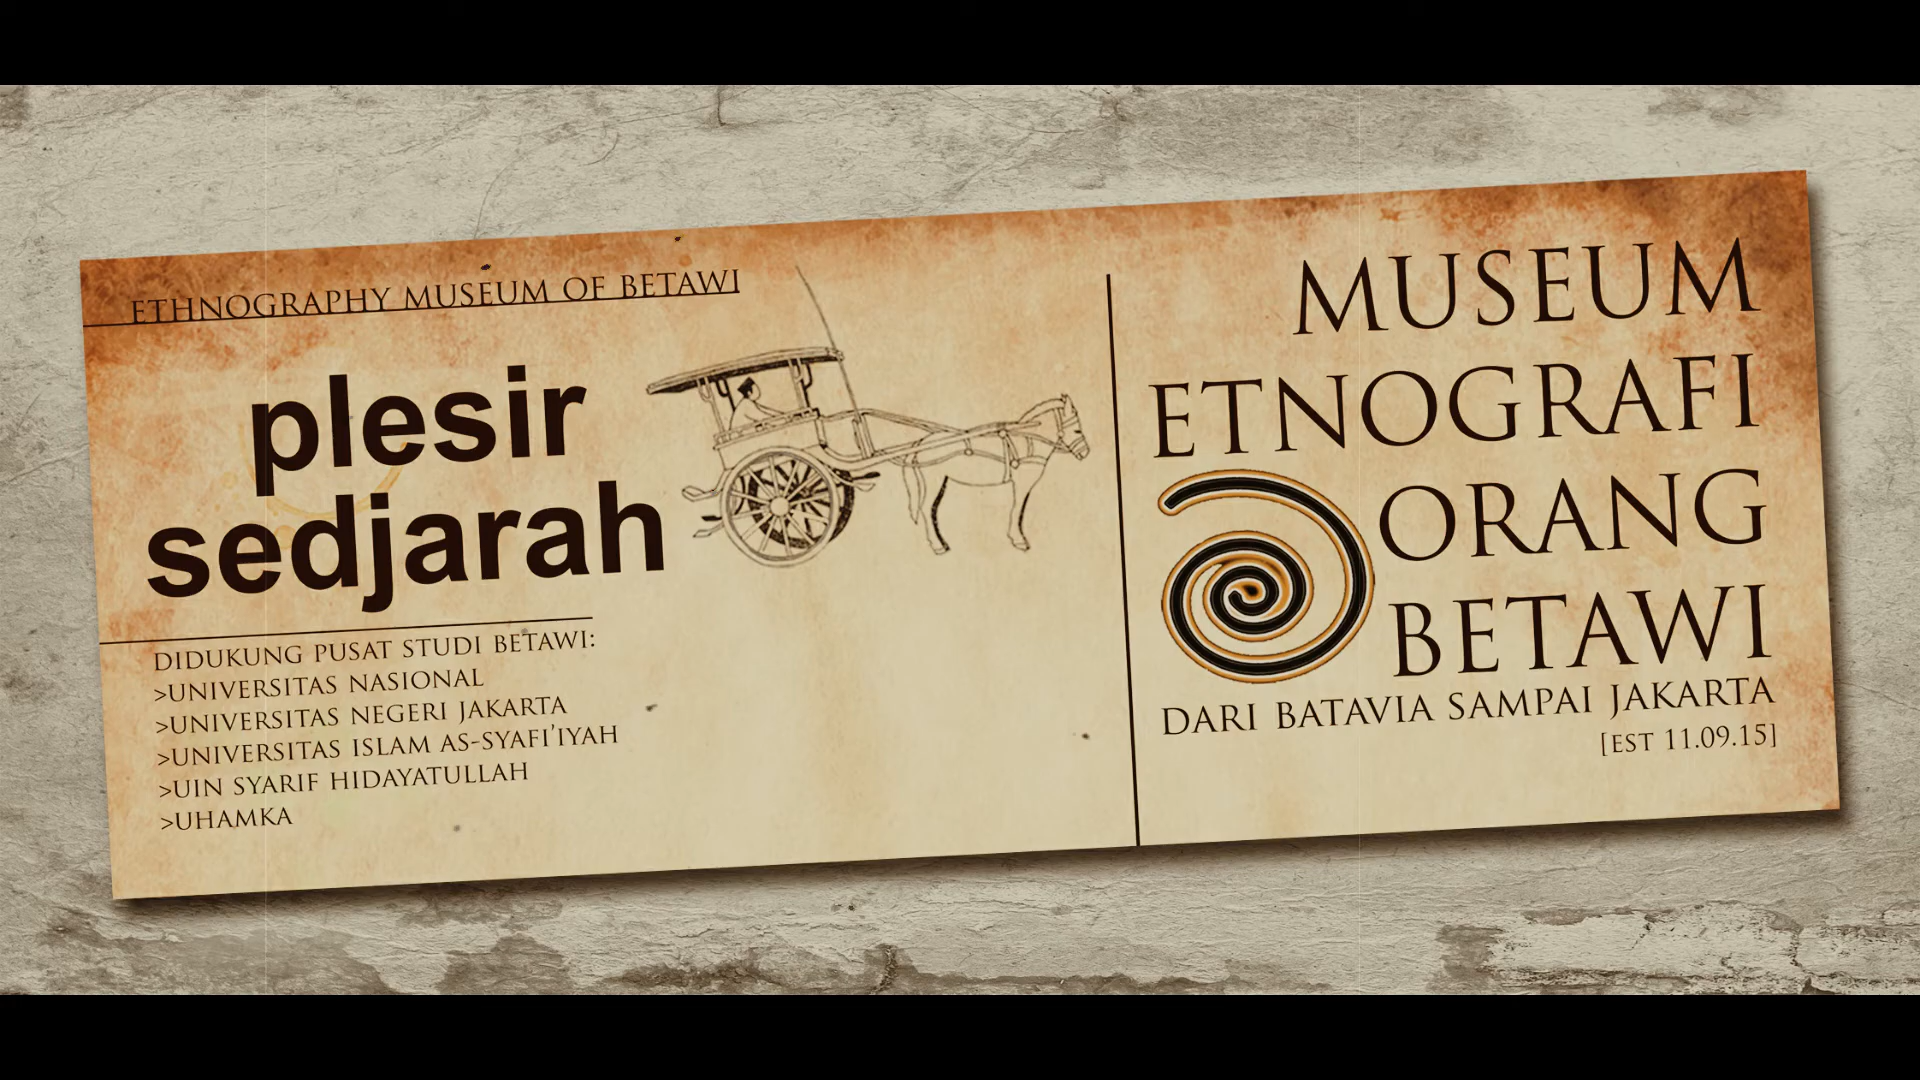 ETHNOGRAPHY MUSEUM OF BETAWI
plesir
sedjarah
DIDUKUNG PUSAT STUDI BETAWI:
>UNIVERSITAS NASIONAL
>UNIVERSITAS NEGERI JAKARTA
>UNIVERSITAS ISLAM AS-SYAFI'IYAH
>UIN SYARIF HIDAYATULLAH
>UHAMKA
MUSEUM
ETNOGRAFI
ORANG
BETAWI
DARI BATAVIA SAMPAI JAKARTA
[EST 11.09.15]